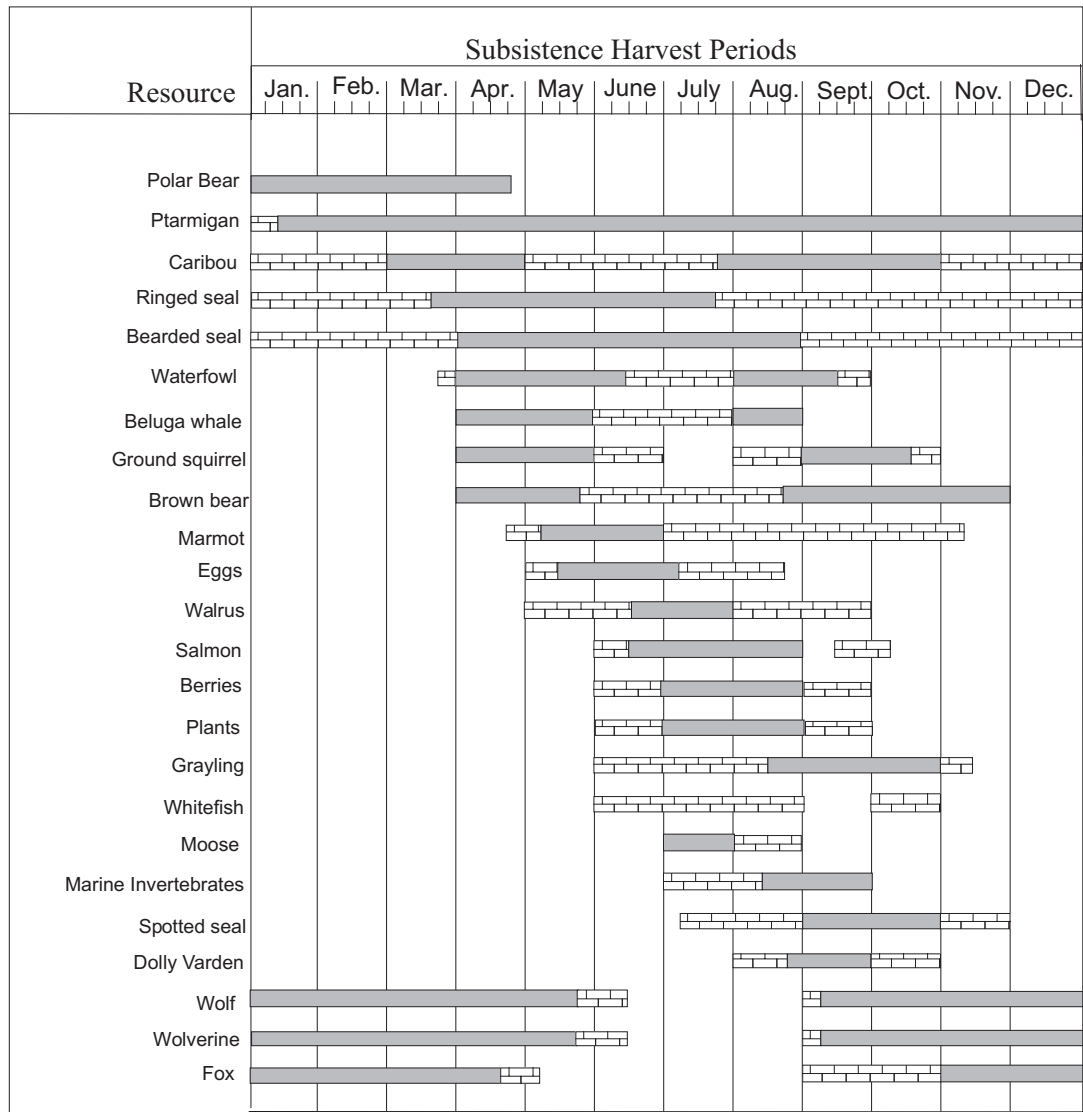 Subsistence Harvest Periods
Resource Jan. Feb. Mar. Apr. May June July Aug. Sept. Oct. Nov. Dec.
Polar Bear
Ptarmigan
Caribou
Ringed seal
Bearded seal
Waterfowl
Beluga whale
Ground squirrel
Brown bear
Marmot
Eggs
Walrus
Salmon
Berries
Plants
Grayling
Whitefish
Moose
Marine Invertebrates
Spotted seal
Dolly Varden
Wolf
Wolverine
Fox